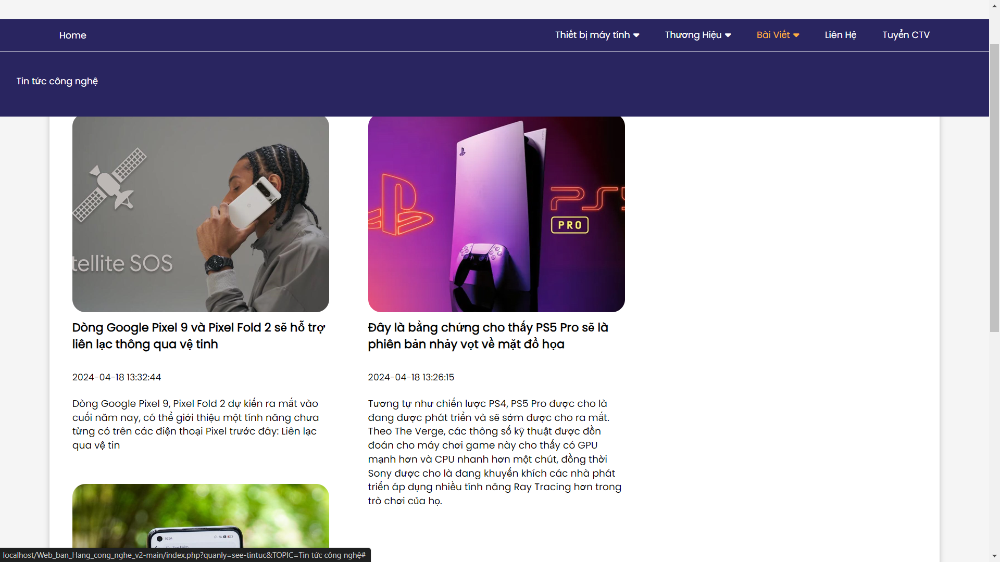 Home
Thiết bị máy tính
Thương Hiệu
Bài Viết
Liên Hệ
Tuyển CTV
Tin tức công nghệ
tellite SOS
PS5
PRO
Dòng Google Pixel 9 và Pixel Fold 2 sẽ hỗ trợ
liên lạc thông qua vệ tinh
2024-04-18 13:32:44
Dòng Google Pixel 9, Pixel Fold 2 dự kiến ra mắt vào
cuối năm nay, có thể giới thiệu một tính năng chưa
từng có trên các điện thoại Pixel trước đây: Liên lạc
qua vệ tin
Đây là bằng chứng cho thấy PS5 Pro sẽ là
phiên bản nhảy vọt về mặt đồ họa
2024-04-18 13:26:15
Tương tự như chiến lược PS4, PS5 Pro được cho là
đang được phát triển và sẽ sớm được cho ra mắt.
Theo The Verge, các thông số kỹ thuật được đồn
đoán cho máy chơi game này cho thấy có GPU
mạnh hơn và CPU nhanh hơn một chút, đồng thời
Sony được cho là đang khuyến khích các nhà phát
triển áp dụng nhiều tính năng Ray Tracing hơn trong
trò chơi của họ.
10:04
localhost/Web_ban_Hang_cong_nghe_v2-main/index.php?quanly=see-tintuc&TOPIC=Tin tức công nghệ#